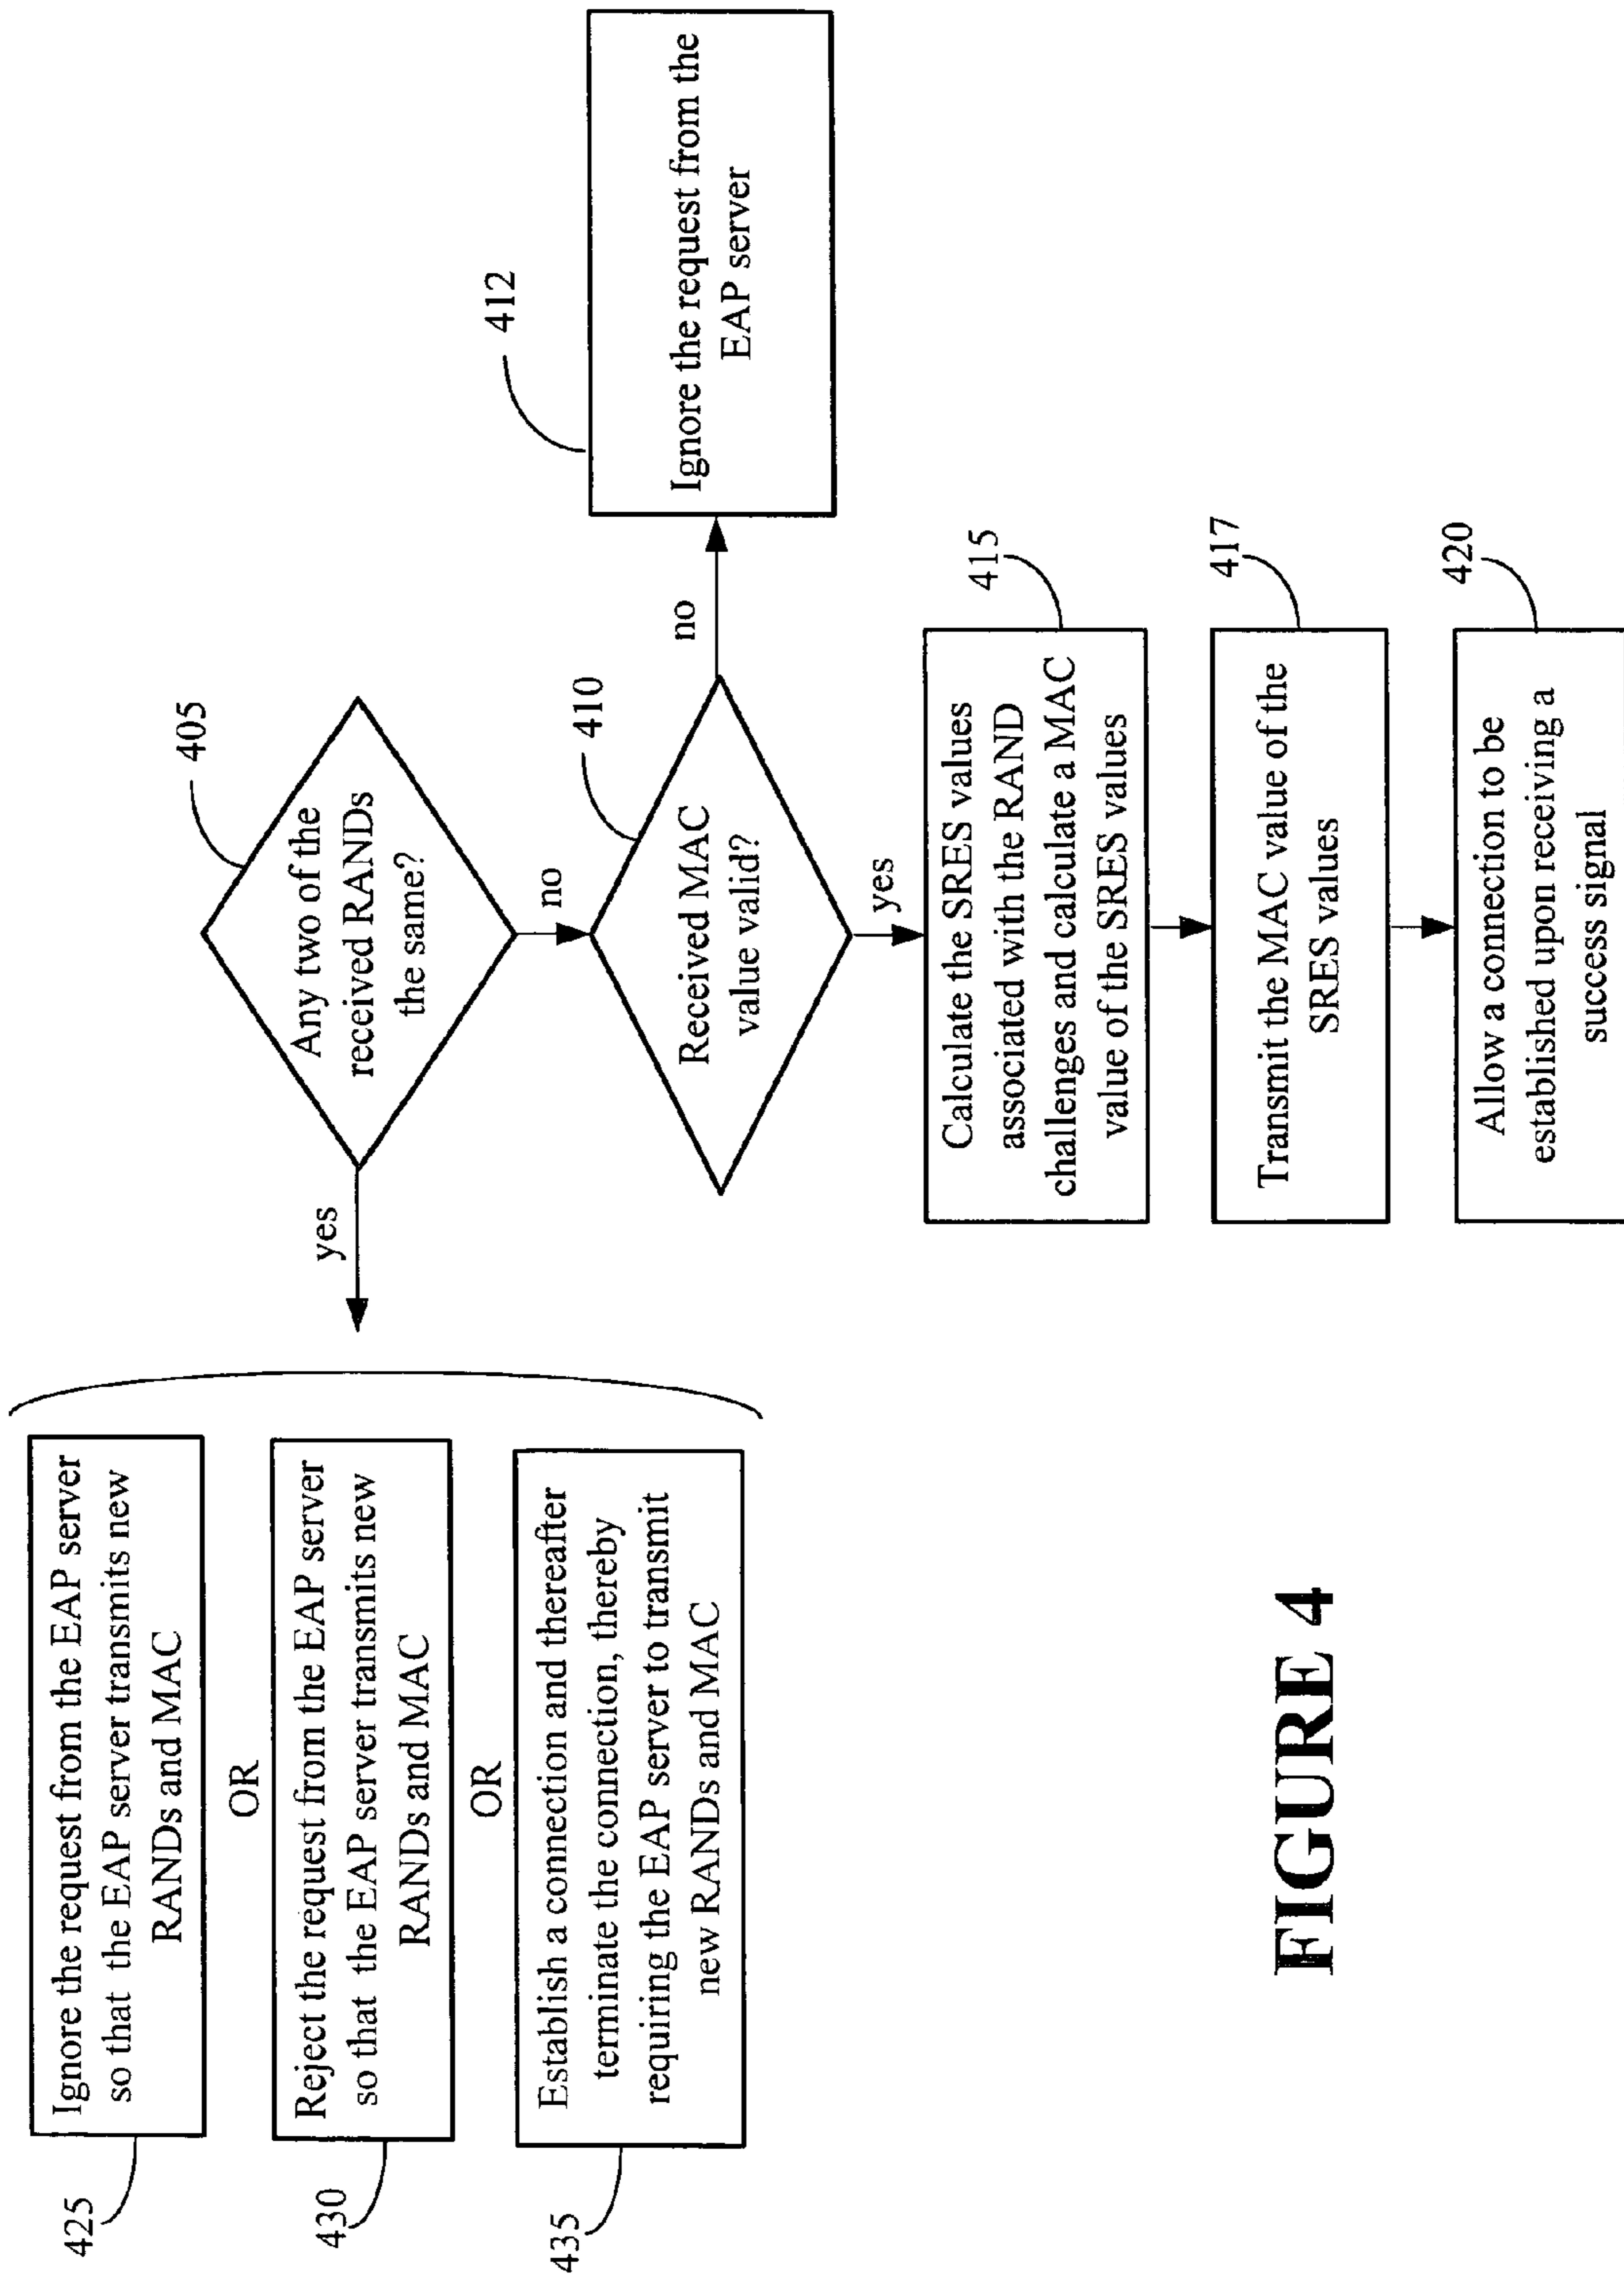 405
Any two of the
received RANDs
the same?
yes
no
425
Ignore the request from the EAP server
so that the EAP server transmits new
RANDs and MAC
OR
430
Reject the request from the EAP server
so that the EAP server transmits new
RANDs and MAC
OR
435
Establish a connection and thereafter
terminate the connection, thereby
requiring the EAP server to transmit
new RANDs and MAC
410
Received MAC
value valid?
no
412
Ignore the request from the
EAP server
yes
415
Calculate the SRES values
associated with the RAND
challenges and calculate a MAC
value of the SRES values
417
Transmit the MAC value of the
SRES values
420
Allow a connection to be
established upon receiving a
success signal
FIGURE 4